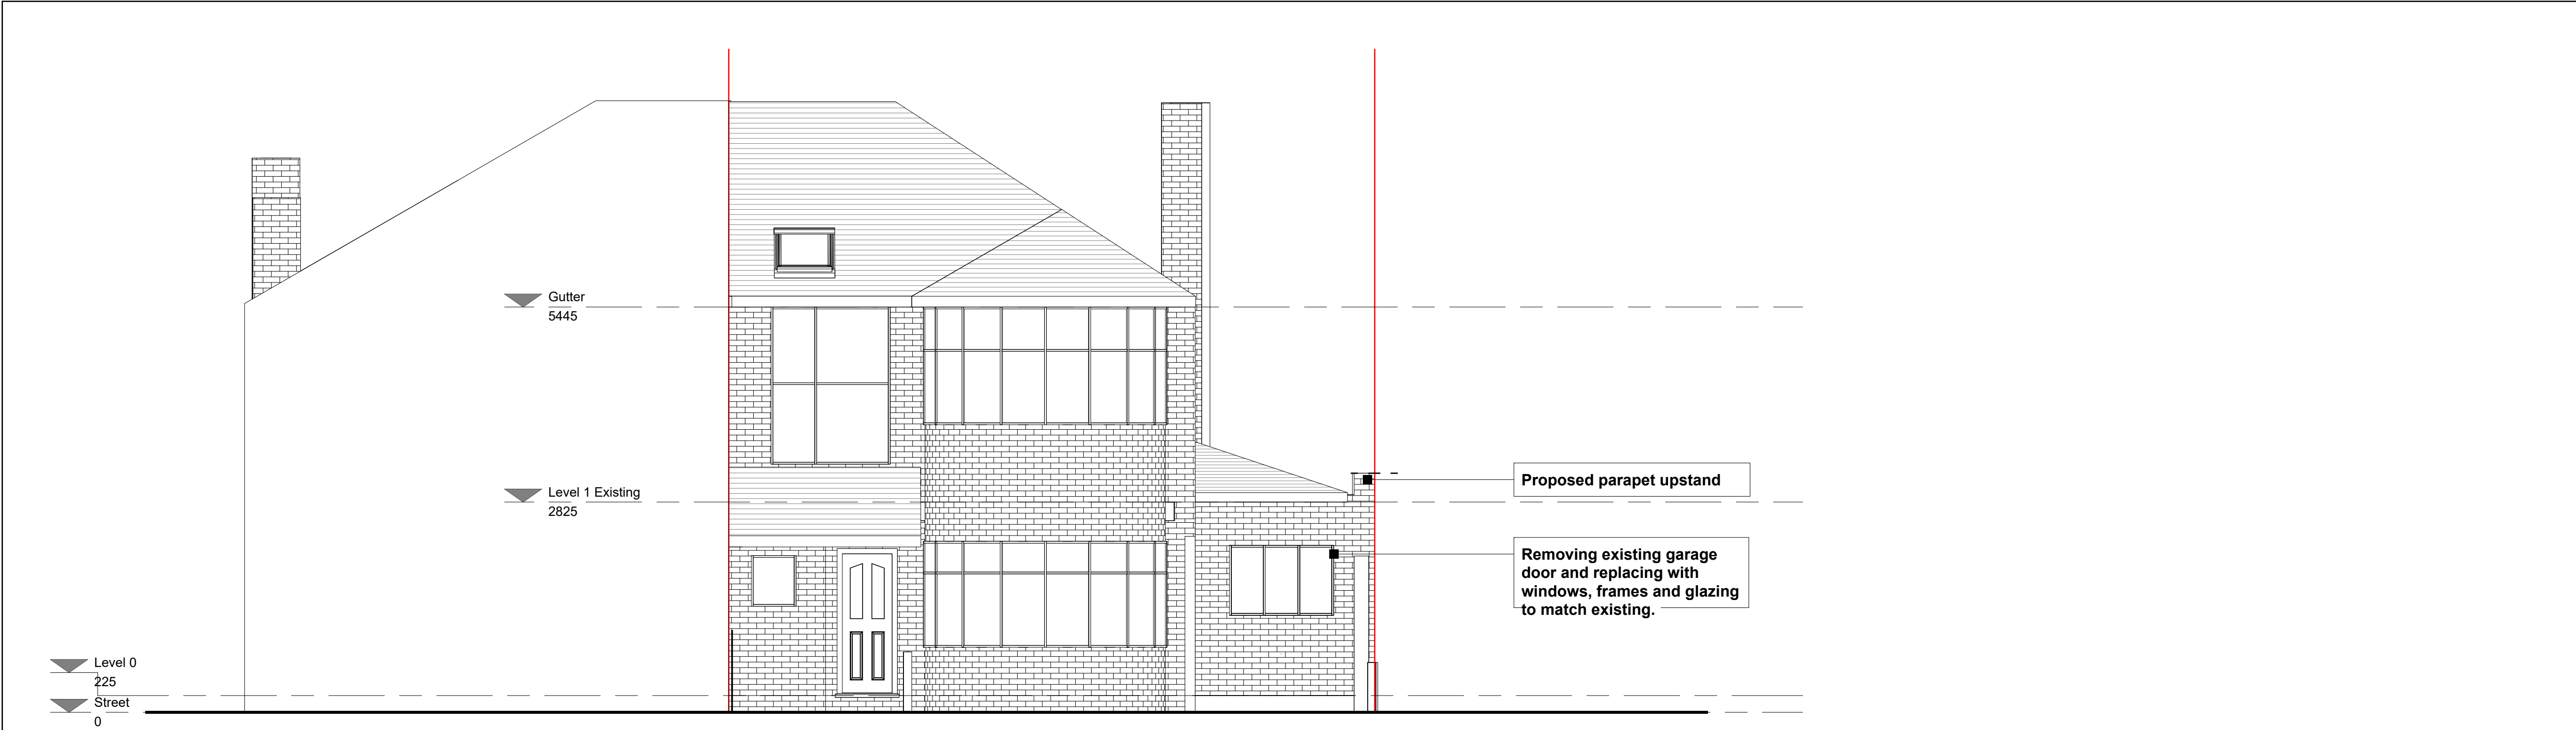 Gutter
5445
Level 1 Existing
2825
Proposed parapet upstand
Removing existing garage
door and replacing with
windows, frames and glazing
to match existing.
Level 0
225
Street
0